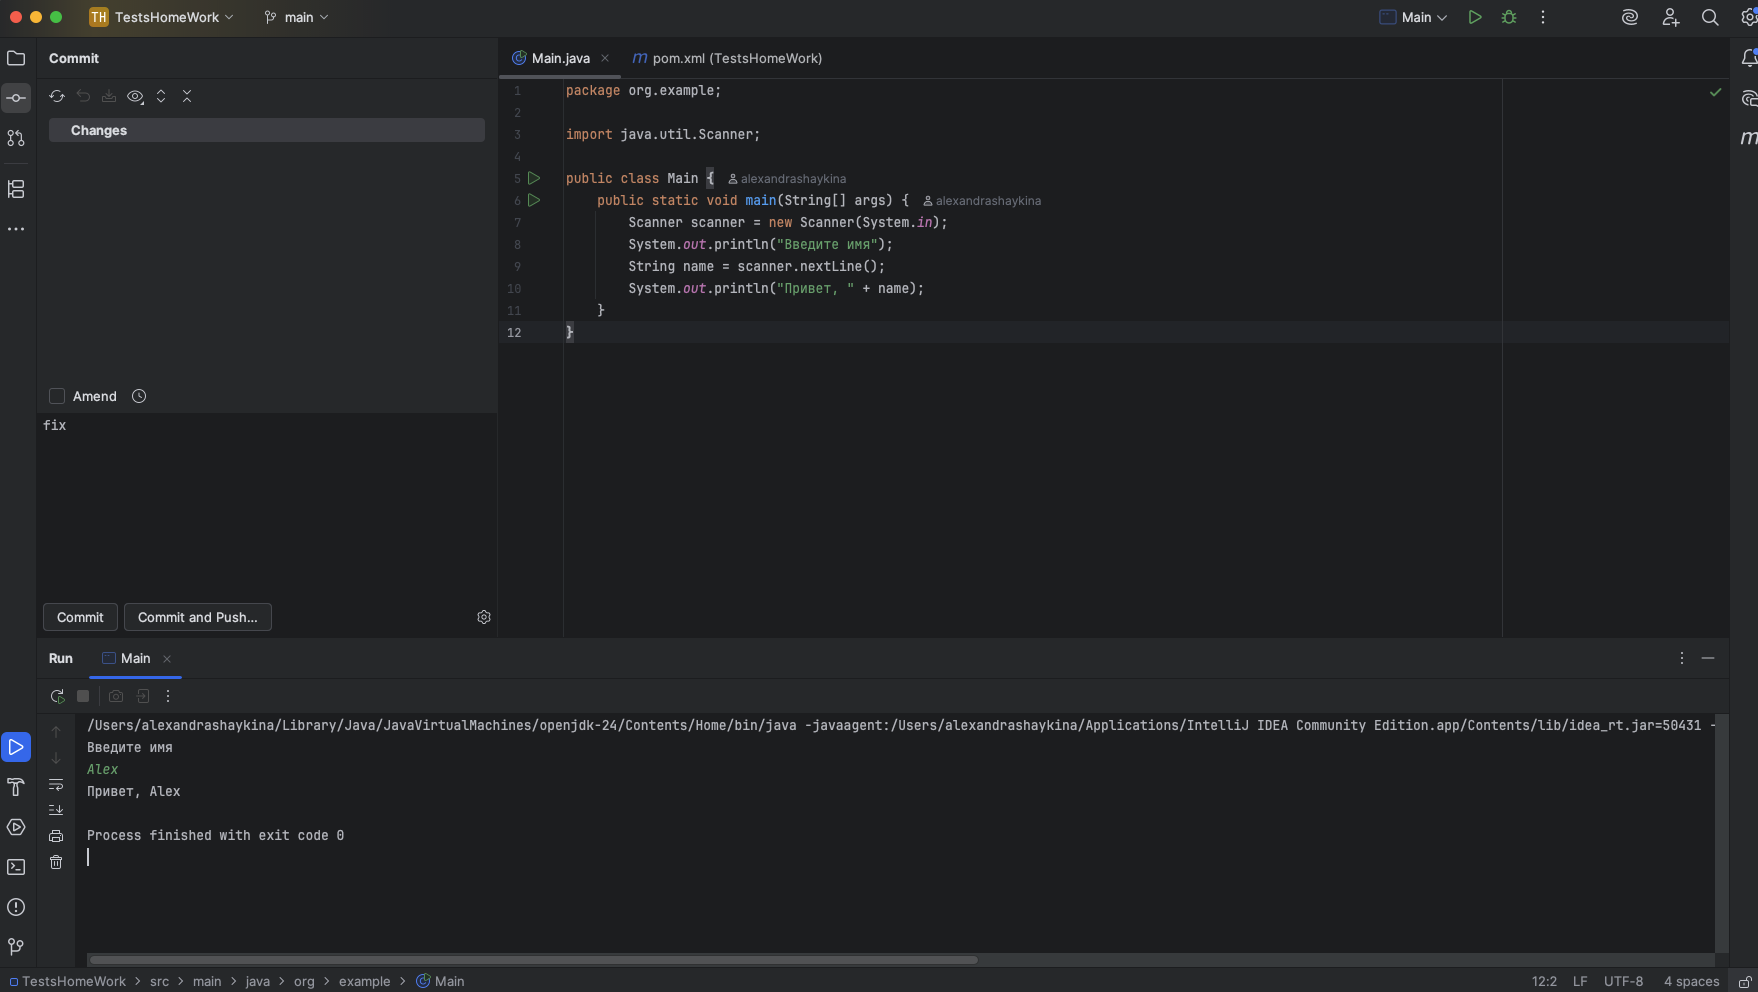 TH TestsHomeWork main Main
Commit
Main.java pom.xml (TestsHomeWork)
Changes
1 package org.example;
2
3 import java.util.Scanner;
4
5 public class Main { alexandrashaykina
6 public static void main(String[] args) { alexandrashaykina
7 Scanner scanner = new Scanner(System.in);
8 System.out.println("Введите имя");
9 String name = scanner.nextLine();
10 System.out.println("Привет, " + name);
11 }
12 }
Amend
fix
Commit Commit and Push...
Run Main
/Users/alexandrashaykina/Library/Java/JavaVirtualMachines/openjdk-24/Contents/Home/bin/java -javaagent:/Users/alexandrashaykina/Applications/IntelliJ IDEA Community Edition.app/Contents/lib/idea_rt.jar=50431 -
Введите имя
Alex
Привет, Alex
Process finished with exit code 0
TestsHomeWork > src > main > java > org > example > Main 12:2 LF UTF-8 4 spaces